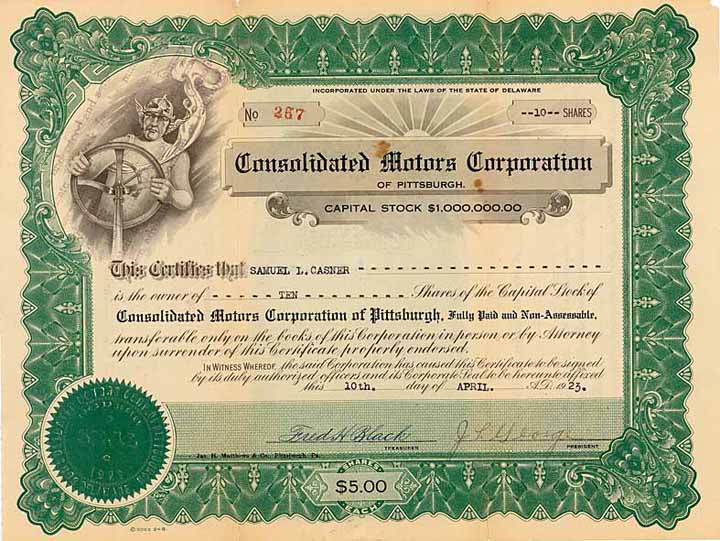 INCORPORATED UNDER THE LAWS OF THE STATE OF DELAWARE
No 267
--10-- SHARES
Consolidated Motors Corporation
OF PITTSBURGH.
CAPITAL STOCK $1,000,000.00
This Certifies that SAMUEL L. CASNER
is the owner of TEN Shares of the Capital Stock of
Consolidated Motors Corporation of Pittsburgh, Fully Paid and Non-Assessable,
transferable only on the books of this Corporation in person or by Attorney
upon surrender of this Certificate properly endorsed.
IN WITNESS WHEREOF, the said Corporation has caused this Certificate to be signed
by its duly authorized officers and its Corporate Seal to be hereunto affixed
this 10th. day of APRIL. A.D. 1923.
Fred H Black
TREASURER
PRESIDENT
Jas. H. Matthews & Co., Pittsburgh, Pa.
SHARES
$5.00
EACH